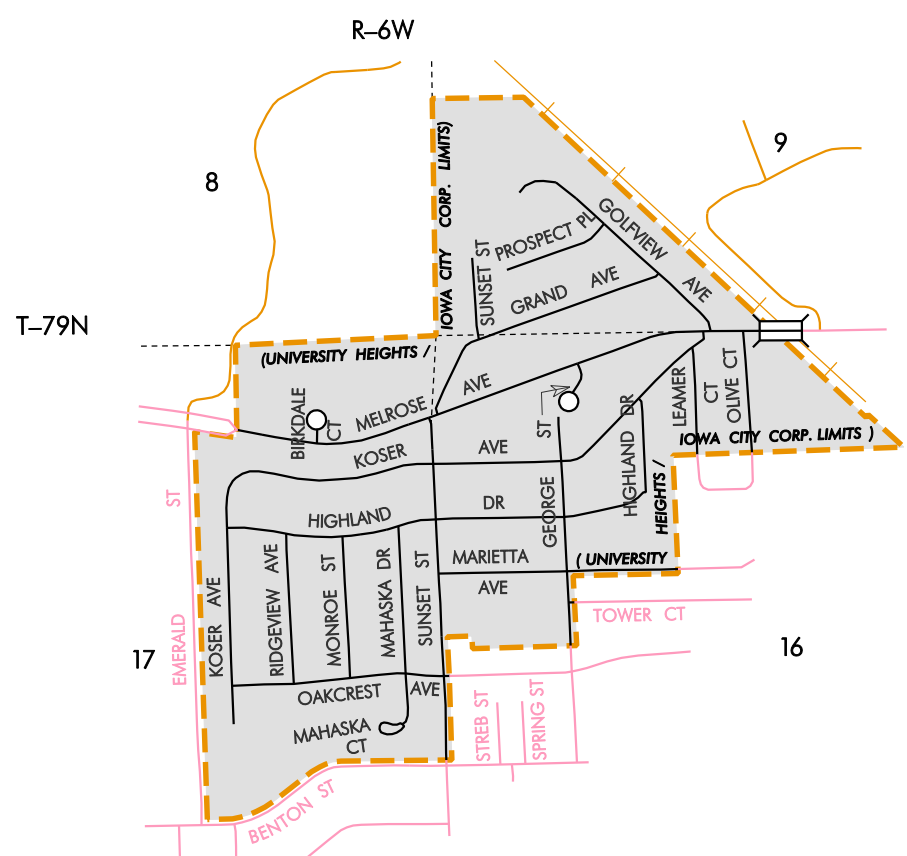 R–6W
9
8
IOWA CITY CORP. LIMITS)
GOLFVIEW AVE
PROSPECT PL
SUNSET ST
GRAND AVE
T–79N
(UNIVERSITY HEIGHTS /
BIRKDALE CT
MELROSE AVE
LEAMER CT
OLIVE CT
IOWA CITY CORP. LIMITS )
KOSER AVE
GEORGE ST
HIGHLAND DR
HEIGHTS /
( UNIVERSITY
EMERALD ST
HIGHLAND DR
MARIETTA AVE
KOSER AVE
RIDGEVIEW AVE
MONROE ST
MAHASKA DR
SUNSET ST
TOWER CT
17
16
OAKCREST AVE
MAHASKA CT
STREB ST
SPRING ST
BENTON ST